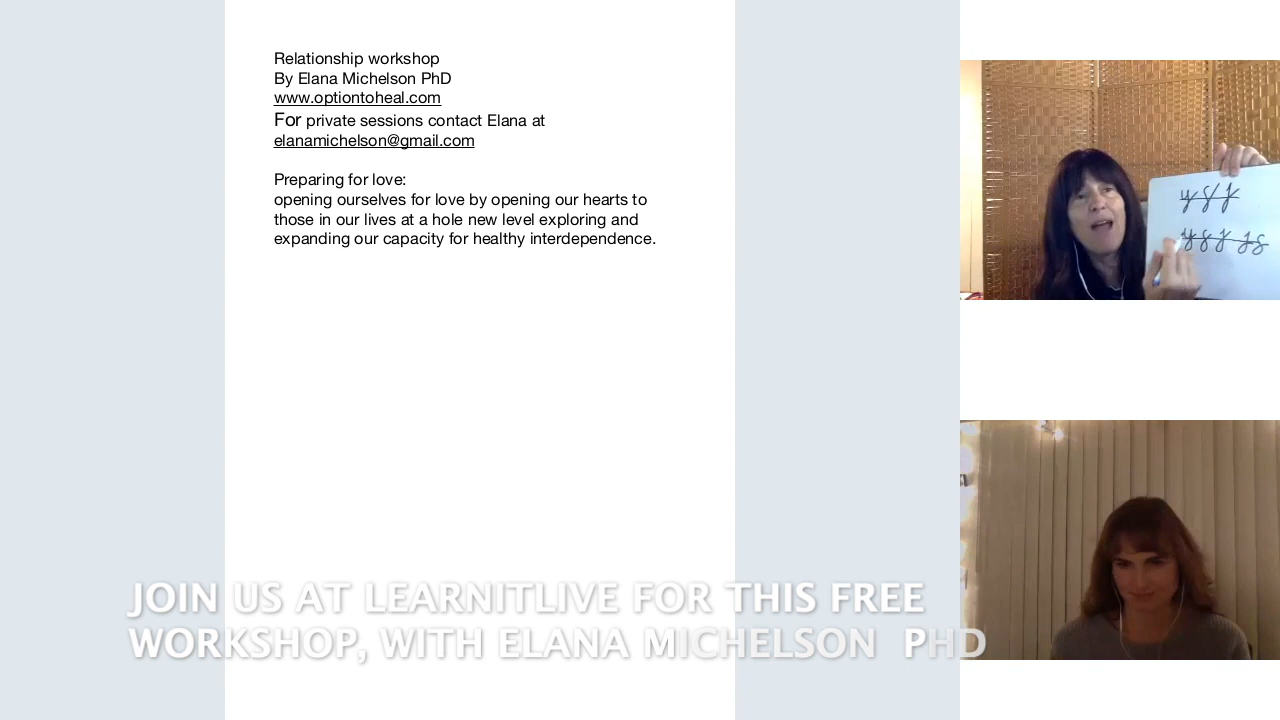 Relationship workshop
By Elana Michelson PhD
www.optiontoheal.com
For private sessions contact Elana at
elanamichelson@gmail.com
Preparing for love:
opening ourselves for love by opening our hearts to
those in our lives at a hole new level exploring and
expanding our capacity for healthy interdependence.
JOIN US AT LEARNITLIVE FOR THIS FREE
WORKSHOP, WITH ELANA MICHELSON PHD